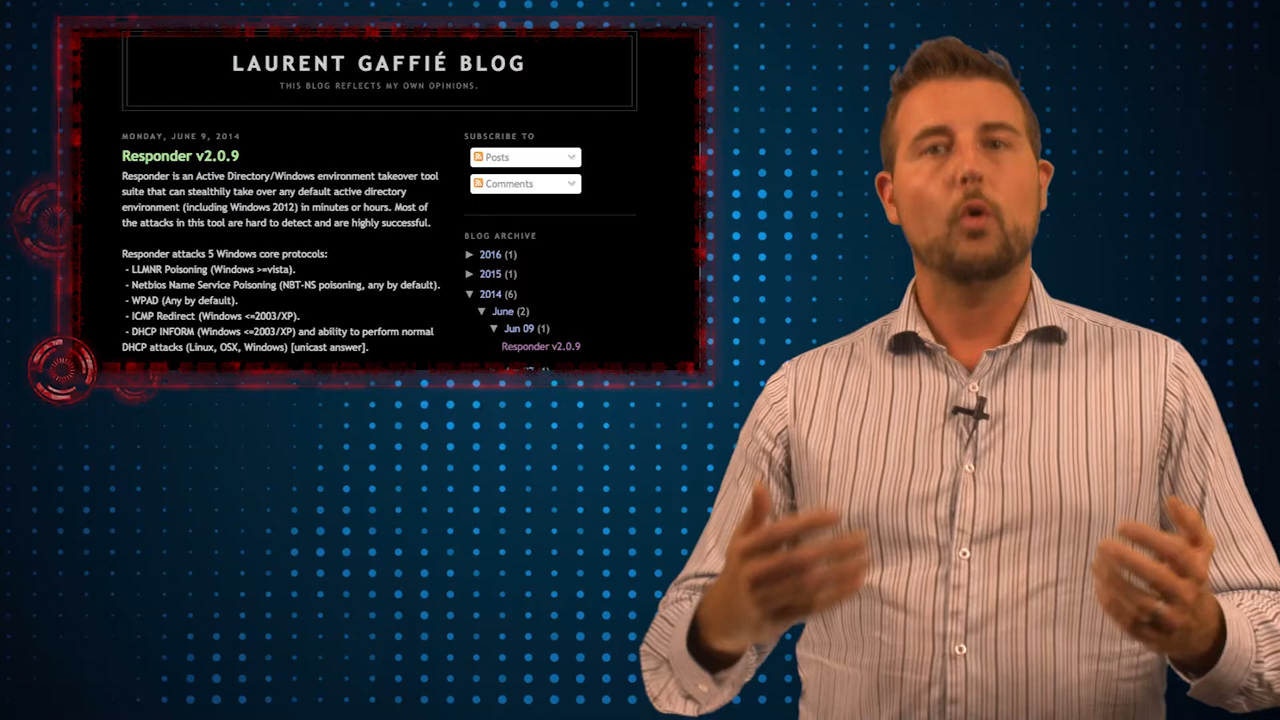 LAURENT GAFFIÉ BLOG
THIS BLOG REFLECTS MY OWN OPINIONS.
MONDAY, JUNE 9, 2014
Responder v2.0.9
Responder is an Active Directory/Windows environment takeover tool
suite that can stealthily take over any default active directory
environment (including Windows 2012) in minutes or hours. Most of
the attacks in this tool are hard to detect and are highly successful.
Responder attacks 5 Windows core protocols:
- LLMNR Poisoning (Windows >=vista).
- Netbios Name Service Poisoning (NBT-NS poisoning, any by default).
- WPAD (Any by default).
- ICMP Redirect (Windows <=2003/XP).
- DHCP INFORM (Windows <=2003/XP) and ability to perform normal
DHCP attacks (Linux, OSX, Windows) [unicast answer].
SUBSCRIBE TO
Posts
Comments
BLOG ARCHIVE
► 2016 (1)
► 2015 (1)
▼ 2014 (6)
▼ June (2)
▼ Jun 09 (1)
Responder v2.0.9